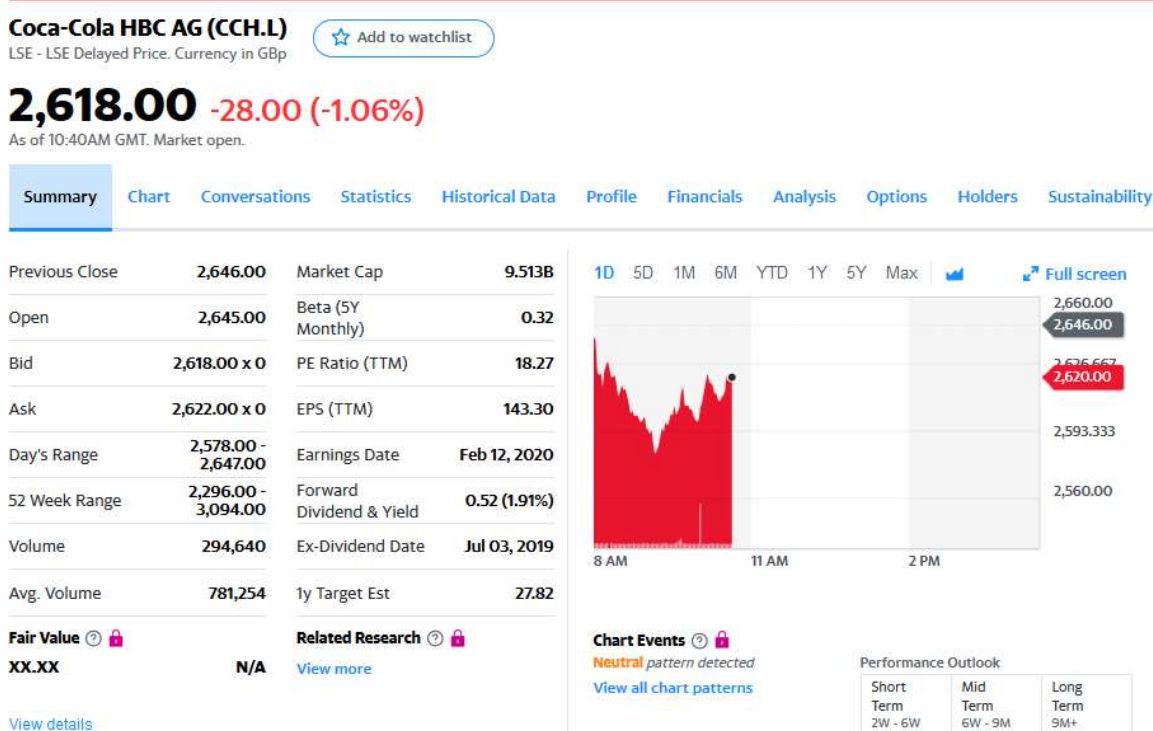 Coca-Cola HBC AG (CCH.L)
Add to watchlist
LSE - LSE Delayed Price. Currency in GBp
2,618.00 -28.00 (-1.06%)
As of 10:40AM GMT. Market open.
Summary Chart Conversations Statistics Historical Data Profile Financials Analysis Options Holders Sustainability
Previous Close 2,646.00
Open 2,645.00
Bid 2,618.00 x 0
Ask 2,622.00 x 0
Day's Range 2,578.00 -
2,647.00
52 Week Range 2,296.00 -
3,094.00
Volume 294,640
Avg. Volume 781,254
Market Cap 9.513B
Beta (5Y
Monthly) 0.32
PE Ratio (TTM) 18.27
EPS (TTM) 143.30
Earnings Date Feb 12, 2020
Forward
Dividend & Yield 0.52 (1.91%)
Ex-Dividend Date Jul 03, 2019
1y Target Est 27.82
1D 5D 1M 6M YTD 1Y 5Y Max Full screen
2,660.00
2,646.00
2,626.667
2,620.00
2,593.333
2,560.00
8 AM 11 AM 2 PM
Fair Value
XX.XX N/A
View details
Related Research
View more
Chart Events
Neutral pattern detected
View all chart patterns
Performance Outlook
Short
Term
2W - 6W
Mid
Term
6W - 9M
Long
Term
9M+